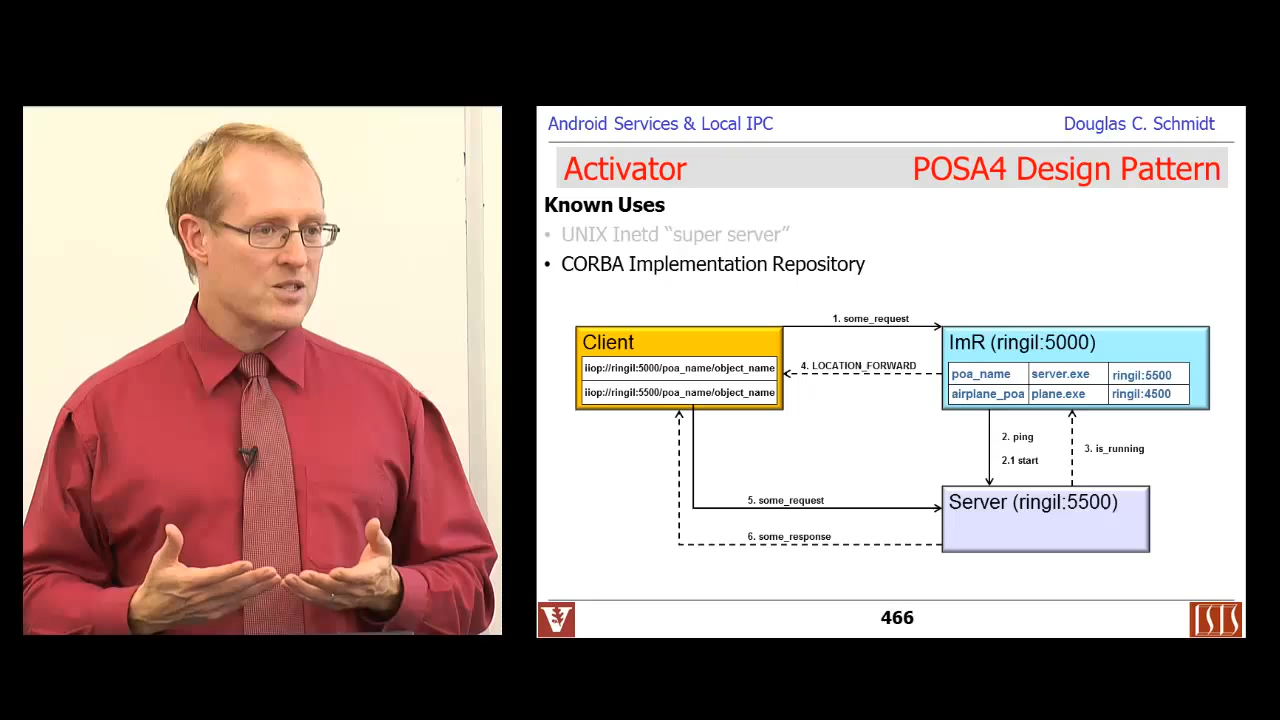 Android Services & Local IPC
Douglas C. Schmidt
Activator
POSA4 Design Pattern
Known Uses
• UNIX Inetd “super server”
• CORBA Implementation Repository
1. some_request
Client
iiop://ringil:5000/poa_name/object_name
iiop://ringil:5500/poa_name/object_name
4. LOCATION_FORWARD
ImR (ringil:5000)
poa_name server.exe ringil:5500
airplane_poa plane.exe ringil:4500
2. ping
2.1 start
3. is_running
5. some_request
6. some_response
Server (ringil:5500)
V
466
ISIS